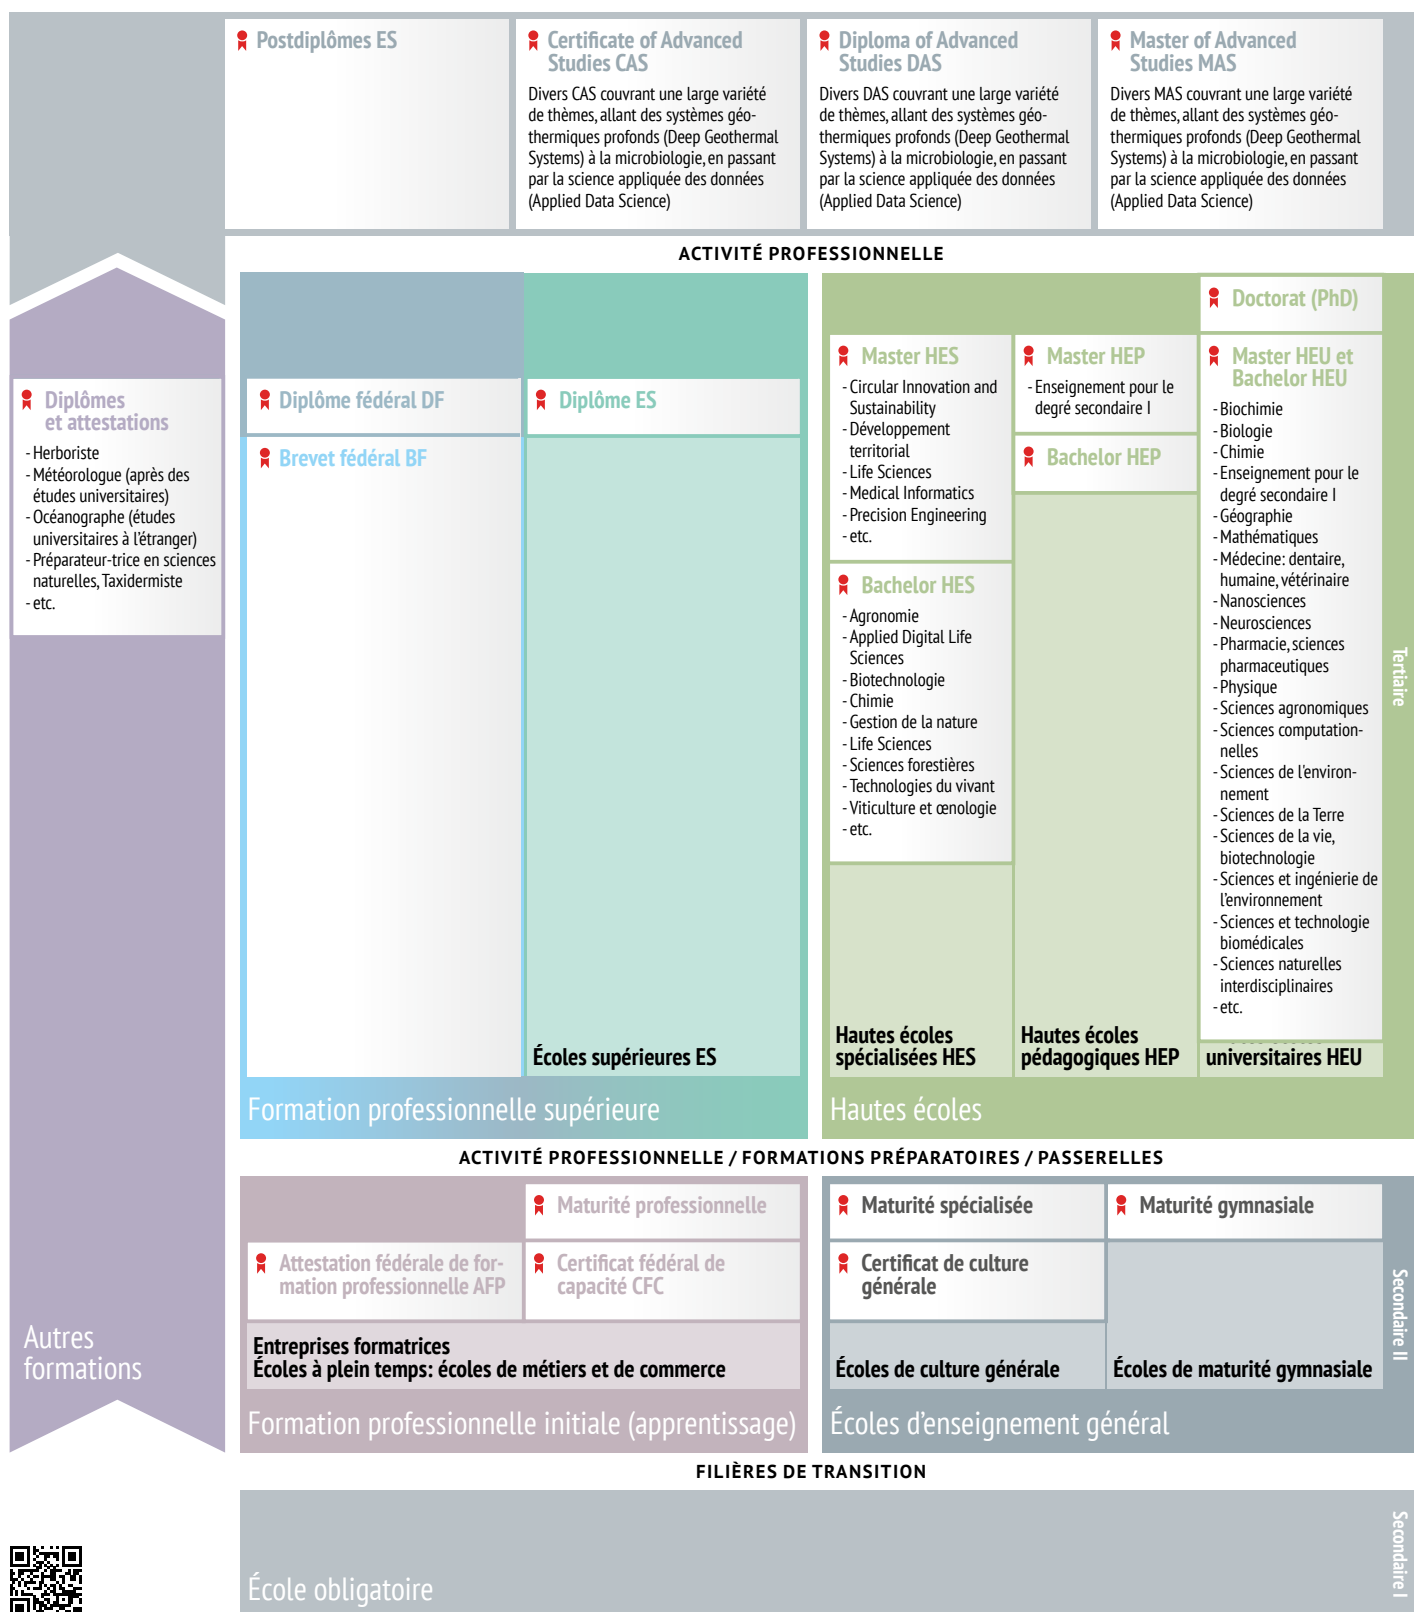 Postdiplômes ES
Certificate of Advanced
Studies CAS
Divers CAS couvrant une large variété
de thèmes, allant des systèmes géo-
thermiques profonds (Deep Geothermal
Systems) à la microbiologie, en passant
par la science appliquée des données
(Applied Data Science)
Diploma of Advanced
Studies DAS
Divers DAS couvrant une large variété
de thèmes, allant des systèmes géo-
thermiques profonds (Deep Geothermal
Systems) à la microbiologie, en passant
par la science appliquée des données
(Applied Data Science)
Master of Advanced
Studies MAS
Divers MAS couvrant une large variété
de thèmes, allant des systèmes géo-
thermiques profonds (Deep Geothermal
Systems) à la microbiologie, en passant
par la science appliquée des données
(Applied Data Science)
ACTIVITÉ PROFESSIONNELLE
Diplômes
et attestations
- Herboriste
- Météorologue (après des
études universitaires)
- Océanographe (études
universitaires à l'étranger)
- Préparateur-trice en sciences
naturelles, Taxidermiste
- etc.
Autres
formations
Diplôme fédéral DF
Brevet fédéral BF
Diplôme ES
Écoles supérieures ES
Formation professionnelle supérieure
Master HES
- Circular Innovation and
Sustainability
- Développement
territorial
- Life Sciences
- Medical Informatics
- Precision Engineering
- etc.
Bachelor HES
- Agronomie
- Applied Digital Life
Sciences
- Biotechnologie
- Chimie
- Gestion de la nature
- Life Sciences
- Sciences forestières
- Technologies du vivant
- Viticulture et œnologie
- etc.
Hautes écoles
spécialisées HES
Master HEP
- Enseignement pour le
degré secondaire I
Bachelor HEP
Hautes écoles
pédagogiques HEP
Doctorat (PhD)
Master HEU et
Bachelor HEU
- Biochimie
- Biologie
- Chimie
- Enseignement pour le
degré secondaire I
- Géographie
- Mathématiques
- Médecine: dentaire,
humaine, vétérinaire
- Nanosciences
- Neurosciences
- Pharmacie, sciences
pharmaceutiques
- Physique
- Sciences agronomiques
- Sciences computation-
nelles
- Sciences de l'environ-
nement
- Sciences de la Terre
- Sciences de la vie,
biotechnologie
- Sciences et ingénierie de
l'environnement
- Sciences et technologie
biomédicales
- Sciences naturelles
interdisciplinaires
- etc.
universitaires HEU
Hautes écoles
Tertiaire
ACTIVITÉ PROFESSIONNELLE / FORMATIONS PRÉPARATOIRES / PASSERELLES
Maturité professionnelle
Attestation fédérale de for-
mation professionnelle AFP
Certificat fédéral de
capacité CFC
Entreprises formatrices
Écoles à plein temps: écoles de métiers et de commerce
Formation professionnelle initiale (apprentissage)
Maturité spécialisée
Certificat de culture
générale
Écoles de culture générale
Maturité gymnasiale
Écoles de maturité gymnasiale
Écoles d'enseignement général
Secondaire II
FILIÈRES DE TRANSITION
École obligatoire
Secondaire I